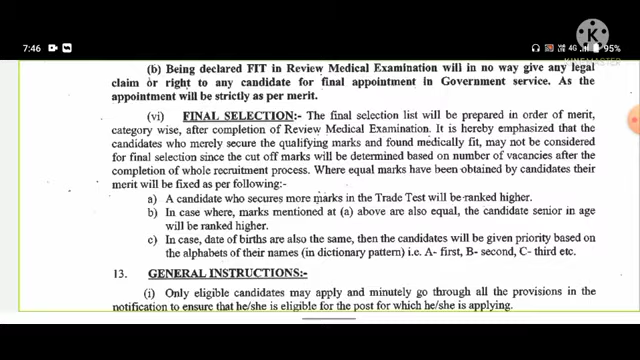 7:46 4G 95%
K
KINEMASTER
(b) Being declared FIT in Review Medical Examination will in no way give any legal
claim or right to any candidate for final appointment in Government service. As the
appointment will be strictly as per merit.
(vi) FINAL SELECTION:- The final selection list will be prepared in order of merit,
category wise, after completion of Review Medical Examination. It is hereby emphasized that the
candidates who merely secure the qualifying marks and found medically fit, may not be considered
for final selection since the cut off marks will be determined based on number of vacancies after the
completion of whole recruitment process. Where equal marks have been obtained by candidates their
merit will be fixed as per following:-
a) A candidate who secures more marks in the Trade Test will be ranked higher.
b) In case where, marks mentioned at (a) above are also equal, the candidate senior in age
will be ranked higher.
c) In case, date of births are also the same, then the candidates will be given priority based on
the alphabets of their names (in dictionary pattern) i.e. A- first, B- second, C- third etc.
13. GENERAL INSTRUCTIONS:-
(i) Only eligible candidates may apply and minutely go through all the provisions in the
notification to ensure that he/she is eligible for the post for which he/she is applying.